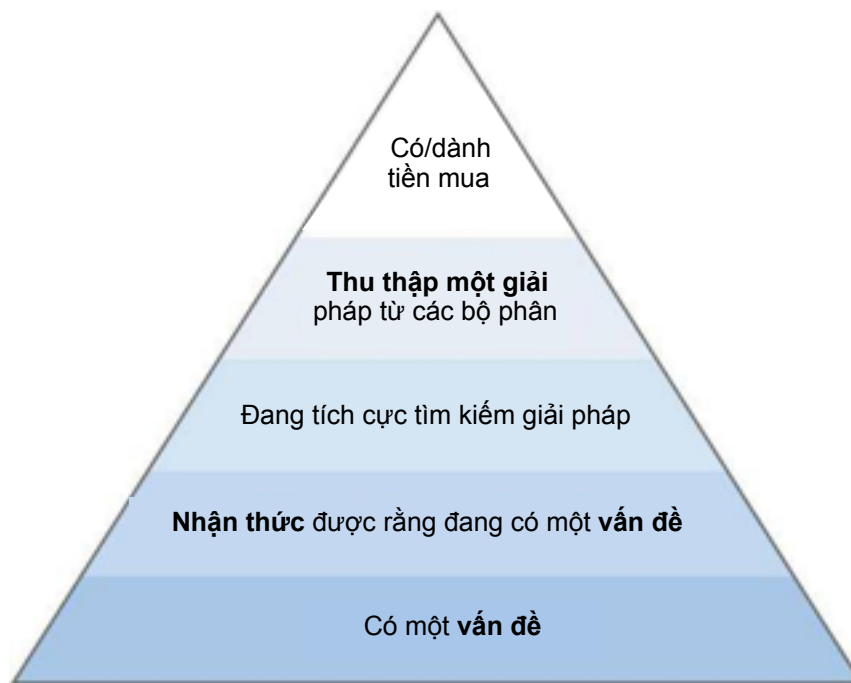 Có/dành
tiền mua
Thu thập một giải
pháp từ các bộ phân
Đang tích cực tìm kiếm giải pháp
Nhận thức được rằng đang có một vấn đề
Có một vấn đề